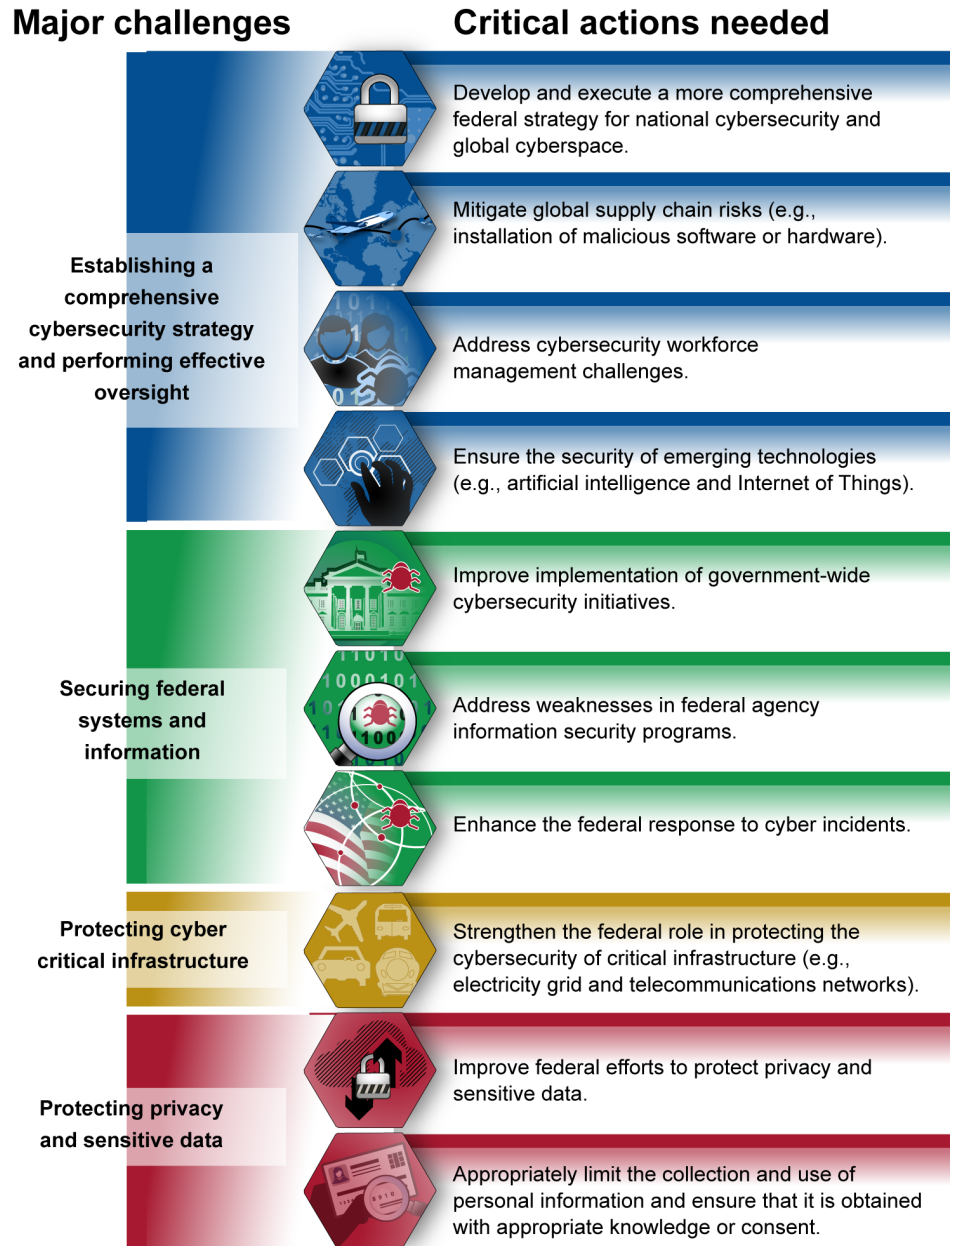 Major challenges
Critical actions needed
Establishing a
comprehensive
cybersecurity strategy
and performing effective
oversight
Develop and execute a more comprehensive
federal strategy for national cybersecurity and
global cyberspace.
Mitigate global supply chain risks (e.g.,
installation of malicious software or hardware).
Address cybersecurity workforce
management challenges.
Ensure the security of emerging technologies
(e.g., artificial intelligence and Internet of Things).
Securing federal
systems and
information
Improve implementation of government-wide
cybersecurity initiatives.
Address weaknesses in federal agency
information security programs.
Enhance the federal response to cyber incidents.
Protecting cyber
critical infrastructure
Strengthen the federal role in protecting the
cybersecurity of critical infrastructure (e.g.,
electricity grid and telecommunications networks).
Protecting privacy
and sensitive data
Improve federal efforts to protect privacy and
sensitive data.
Appropriately limit the collection and use of
personal information and ensure that it is obtained
with appropriate knowledge or consent.